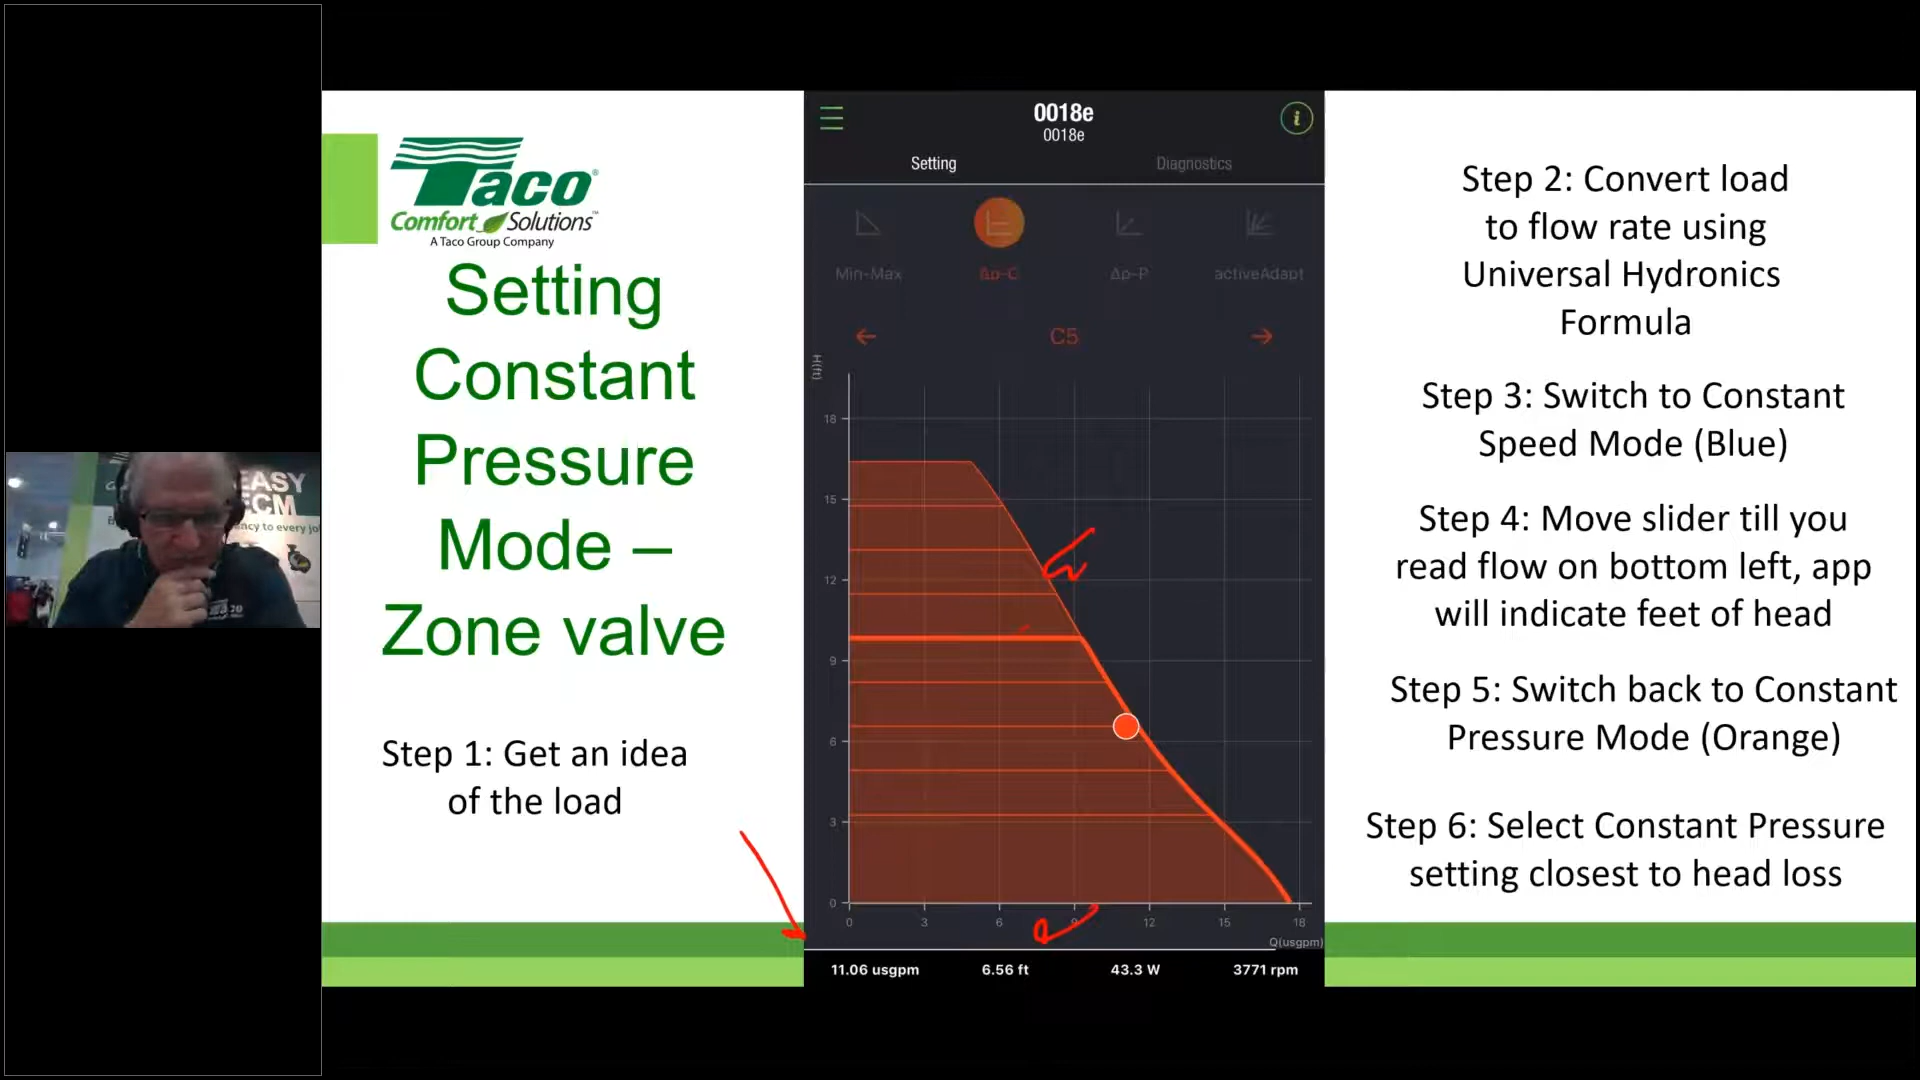 Taco
Comfort Solutions
A Taco Group Company
Setting
Constant
Pressure
Mode –
Zone valve
Step 1: Get an idea
of the load
0018e
0018e
Setting
Diagnostics
Min-Max
Δp-C
Δp-P
activeAdapt
C5
H(ft)
18
15
12
9
6
3
0
0
3
6
9
12
15
18
Q(usgpm)
11.06 usgpm
6.56 ft
43.3 W
3771 rpm
Step 2: Convert load
to flow rate using
Universal Hydronics
Formula
Step 3: Switch to Constant
Speed Mode (Blue)
Step 4: Move slider till you
read flow on bottom left, app
will indicate feet of head
Step 5: Switch back to Constant
Pressure Mode (Orange)
Step 6: Select Constant Pressure
setting closest to head loss
EASY
ECM